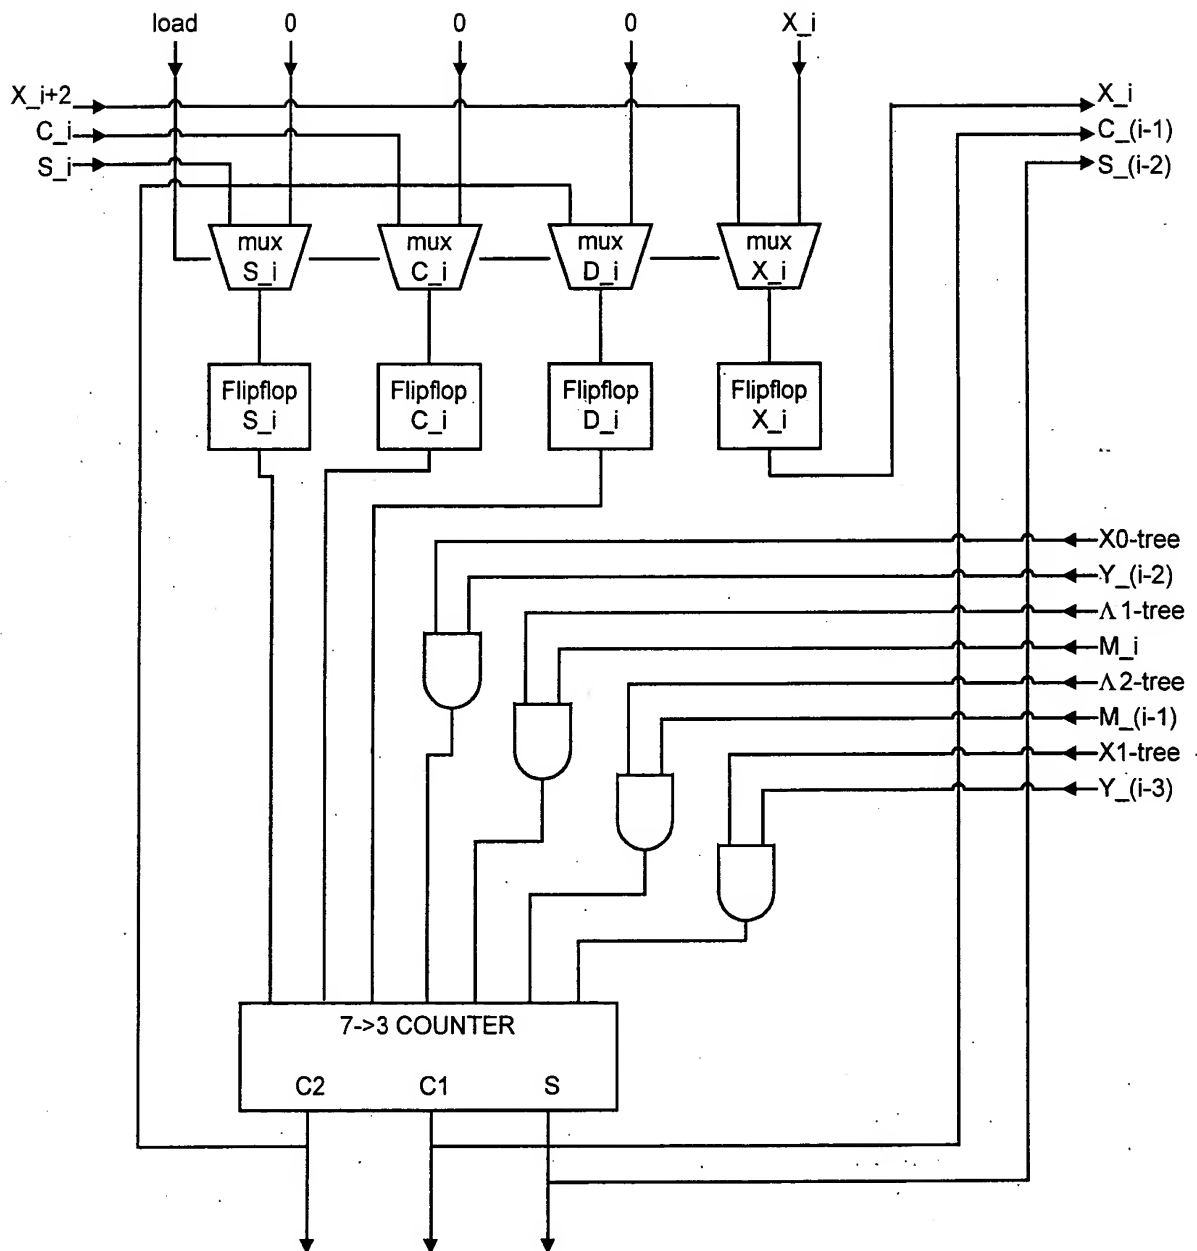 load 0 0 0 X_i
X_i+2
C_i
S_i
X_i
C_(i-1)
S_(i-2)
mux
S_i
mux
C_i
mux
D_i
mux
X_i
Flipflop
S_i
Flipflop
C_i
Flipflop
D_i
Flipflop
X_i
X0-tree
Y_(i-2)
Λ1-tree
M_i
Λ2-tree
M_(i-1)
X1-tree
Y_(i-3)
7->3 COUNTER
C2 C1 S